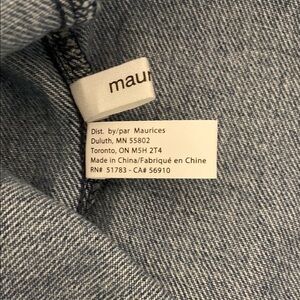 maur
Dist. by/par Maurices
Duluth, MN 55802
Toronto, ON M5H 2T4
Made in China/Fabriqué en Chine
RN# 51783 - CA# 56910